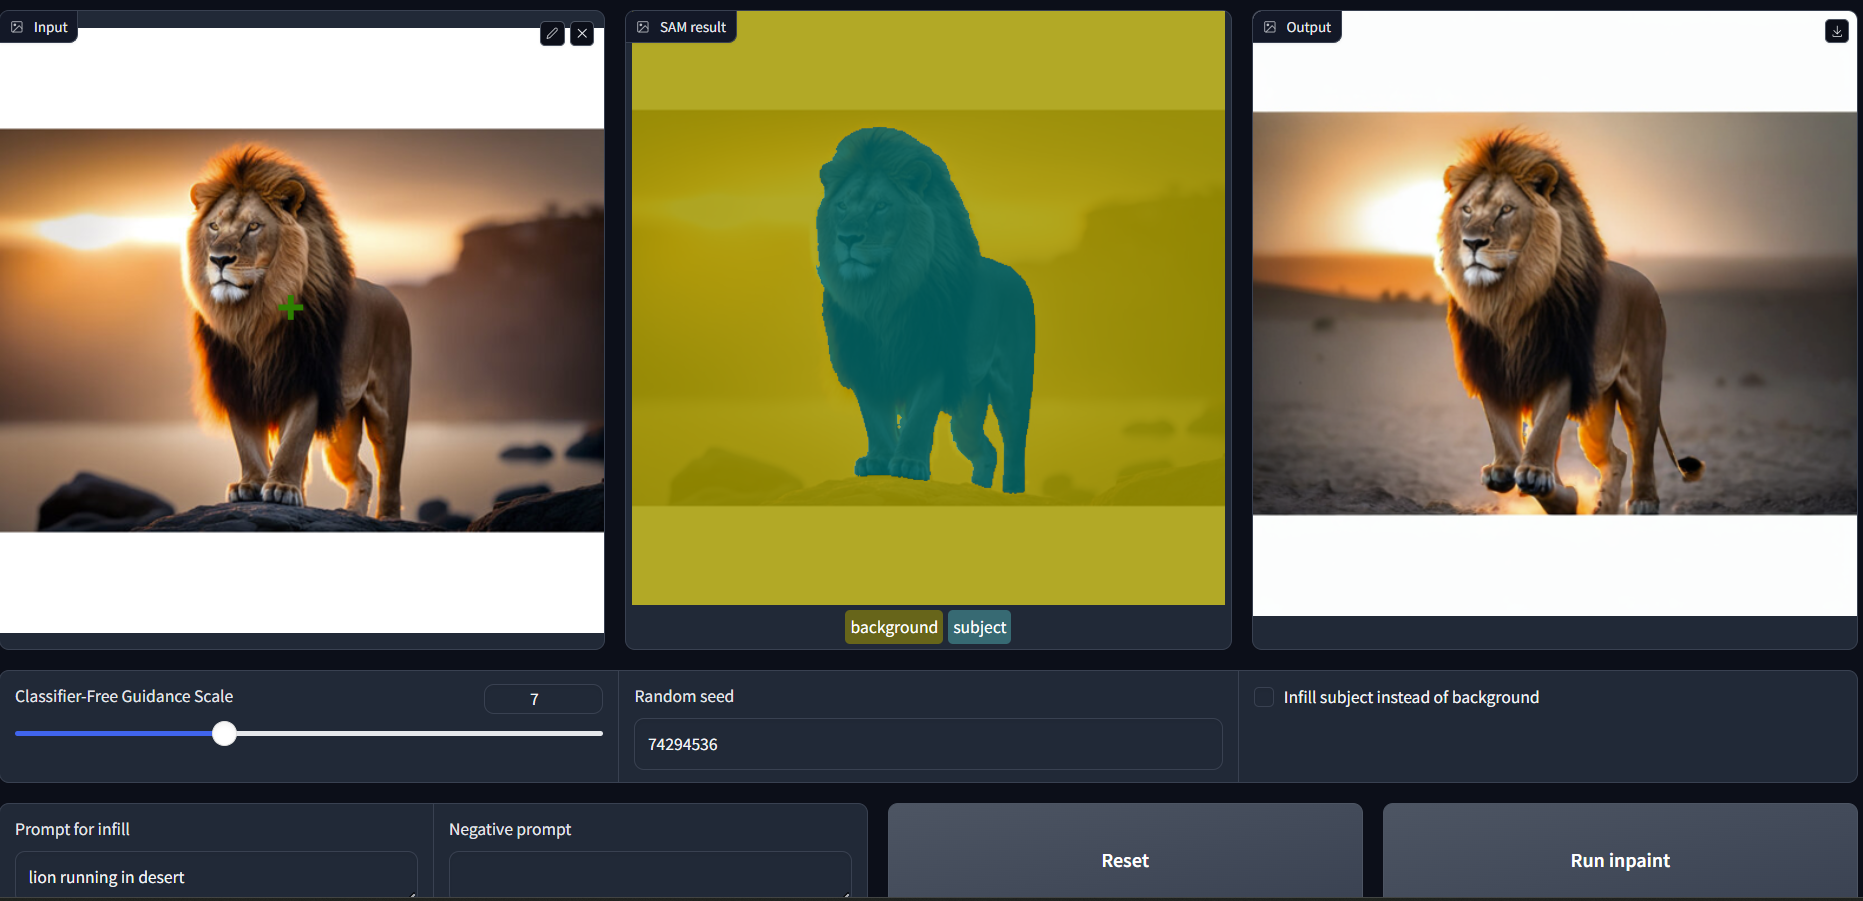 Input
SAM result
Output
background
subject
Classifier-Free Guidance Scale
7
Random seed
74294536
Infill subject instead of background
Prompt for infill
lion running in desert
Negative prompt
Reset
Run inpaint